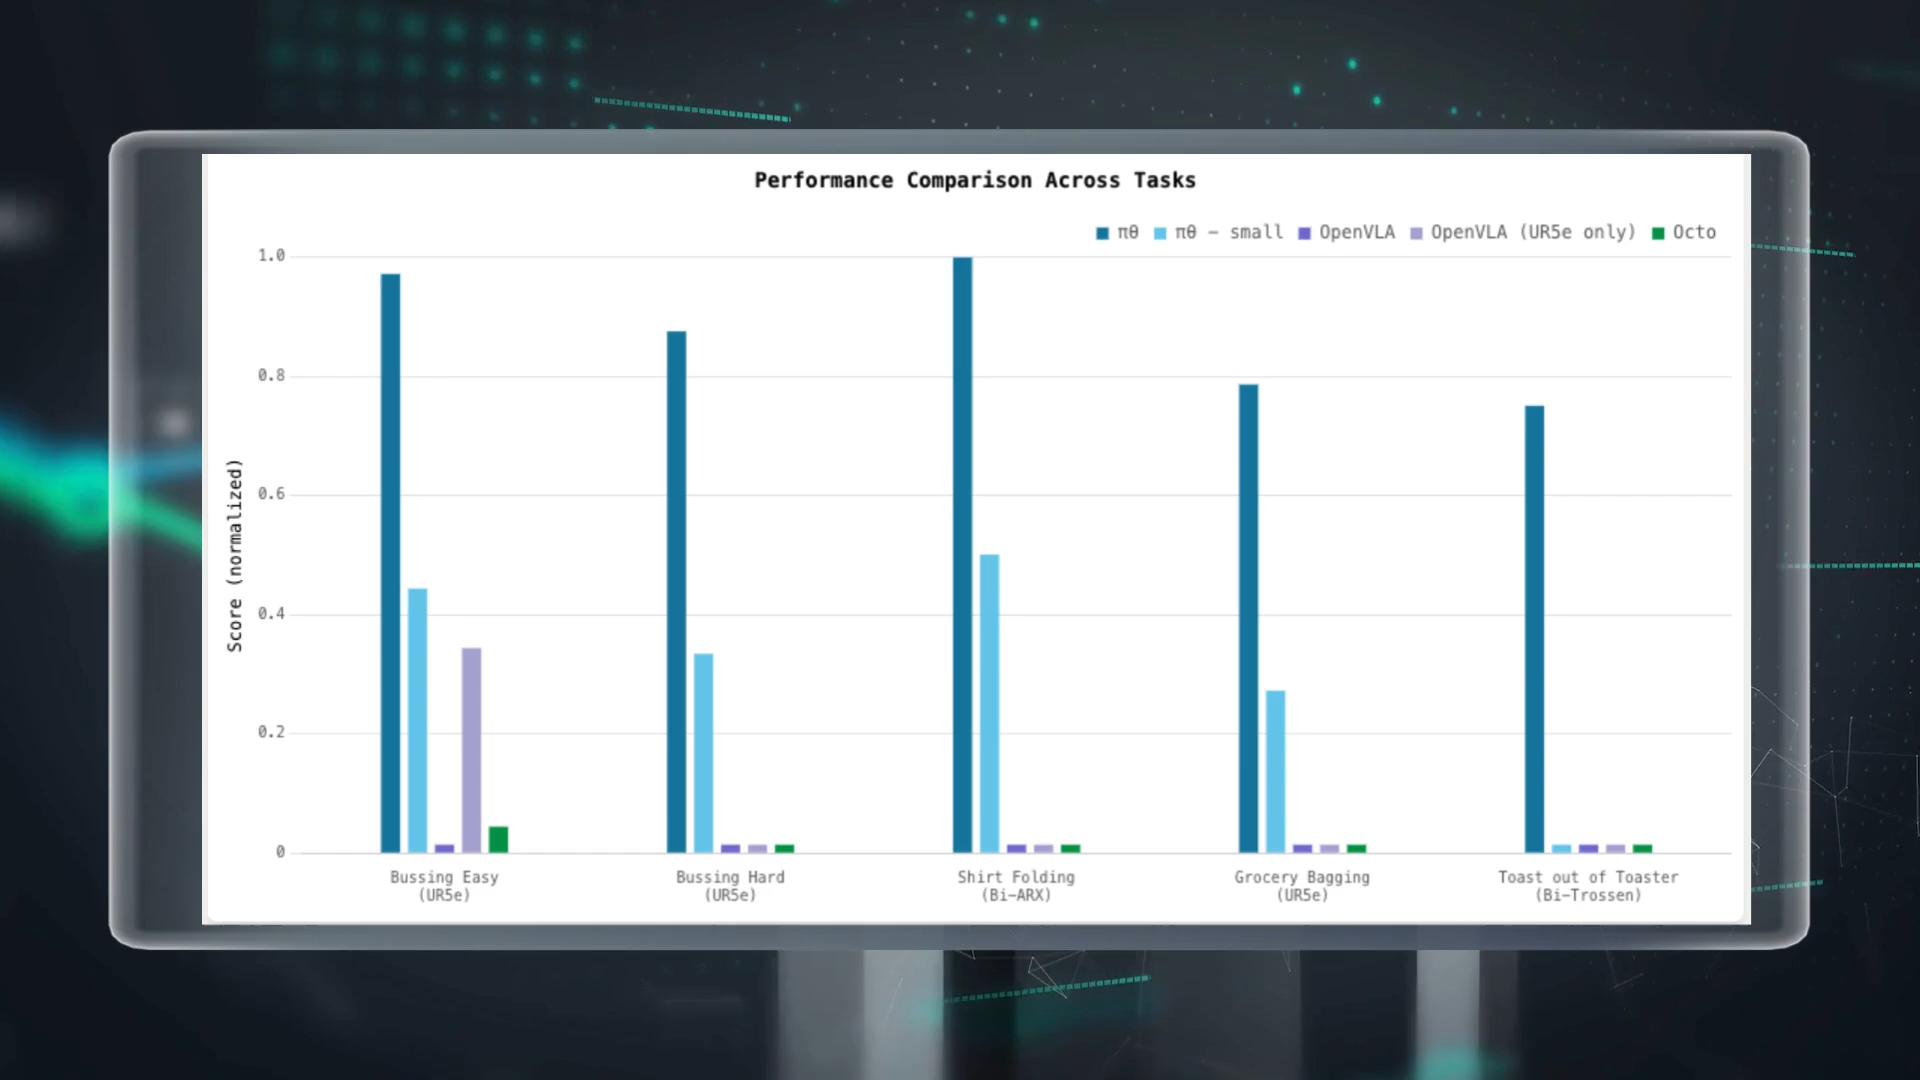 Performance Comparison Across Tasks
πθ πθ – small OpenVLA OpenVLA (UR5e only) Octo
1.0
0.8
0.6
0.4
0.2
0
Score (normalized)
Bussing Easy
(UR5e)
Bussing Hard
(UR5e)
Shirt Folding
(Bi–ARX)
Grocery Bagging
(UR5e)
Toast out of Toaster
(Bi–Trossen)